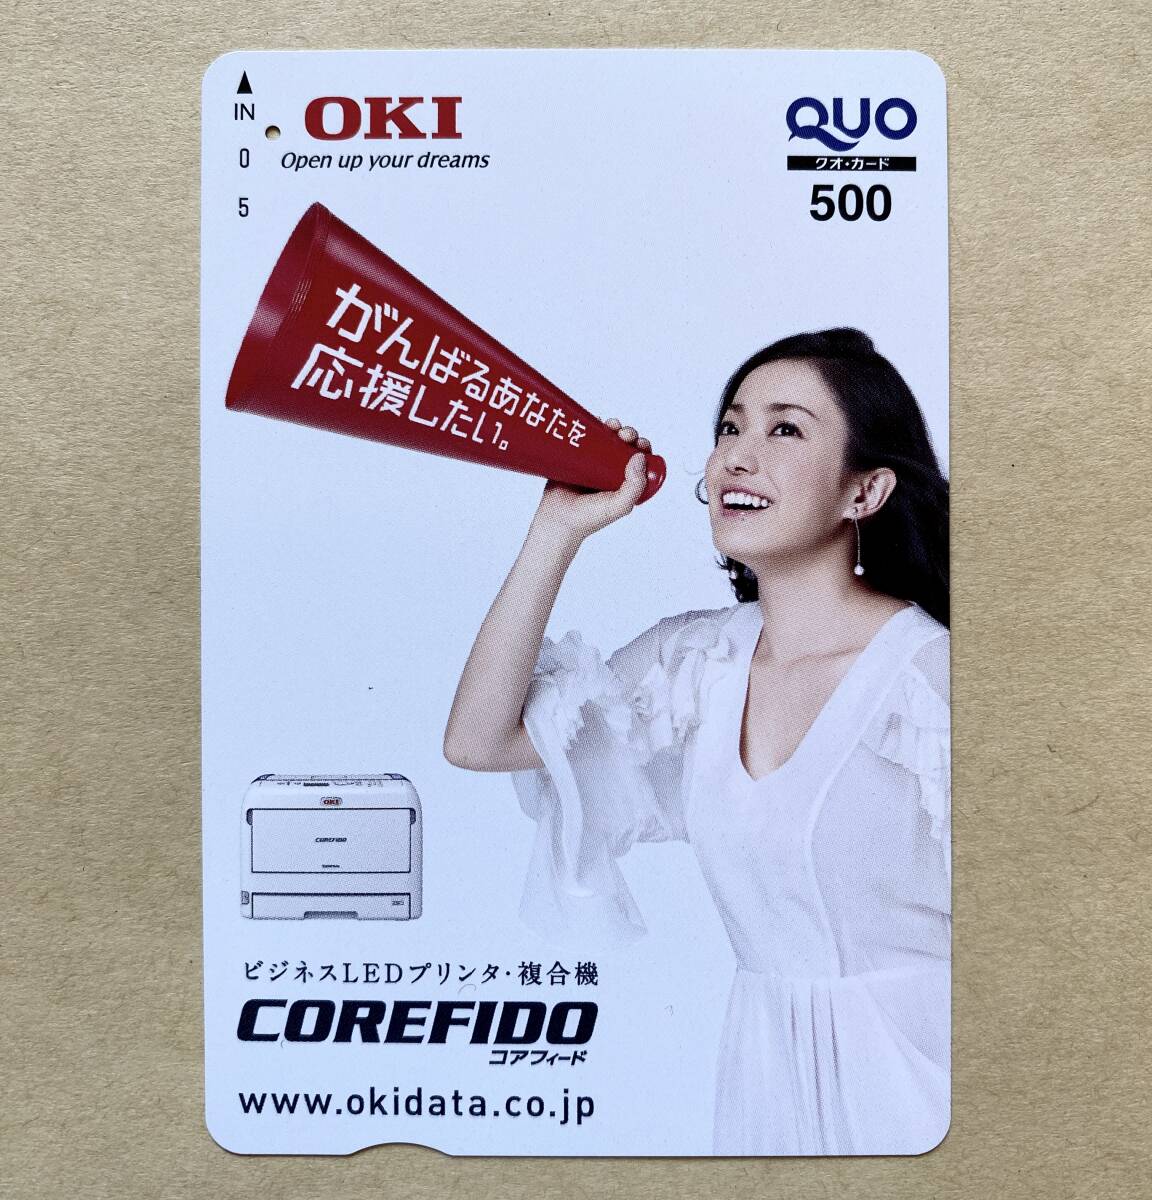 IN
0
5
OKI
Open up your dreams
QUO
クオ・カード
500
がんばるあなたを
応援したい。
OKI
COREFIDO
ビジネスLEDプリンタ・複合機
COREFIDO
コアフィード
www.okidata.co.jp